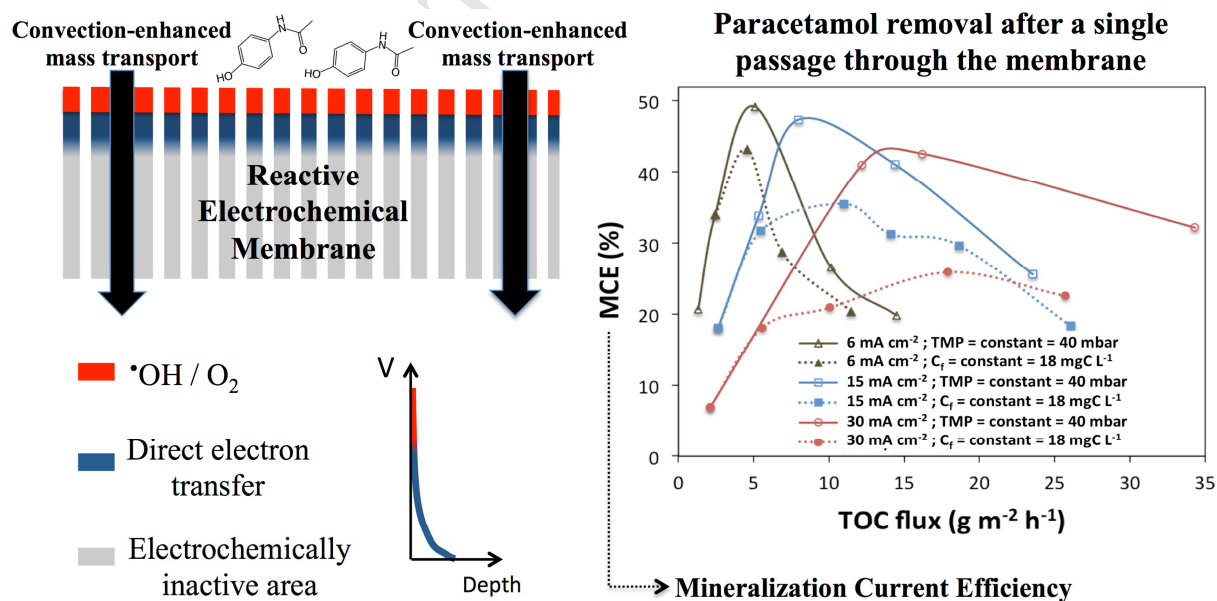 Convection-enhanced
mass transport
Convection-enhanced
mass transport
HO
H
N
O
HO
H
N
O
Reactive
Electrochemical
Membrane
•OH / O₂
Direct electron
transfer
Electrochemically
inactive area
V
Depth
Paracetamol removal after a single
passage through the membrane
MCE (%)
50
40
30
20
10
0
6 mA cm⁻² ; TMP = constant = 40 mbar
6 mA cm⁻² ; Cf = constant = 18 mgC L⁻¹
15 mA cm⁻² ; TMP = constant = 40 mbar
15 mA cm⁻² ; Cf = constant = 18 mgC L⁻¹
30 mA cm⁻² ; TMP = constant = 40 mbar
30 mA cm⁻² ; Cf = constant = 18 mgC L⁻¹
0 5 10 15 20 25 30 35
TOC flux (g m⁻² h⁻¹)
Mineralization Current Efficiency